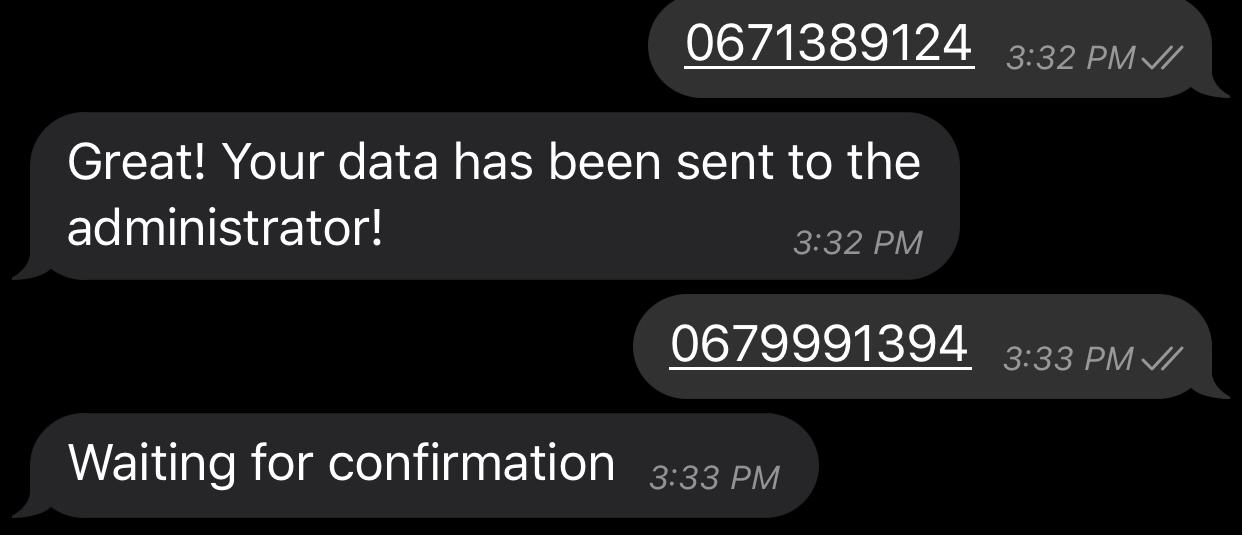 0671389124 3:32 PM
Great! Your data has been sent to the
administrator! 3:32 PM
0679991394 3:33 PM
Waiting for confirmation 3:33 PM